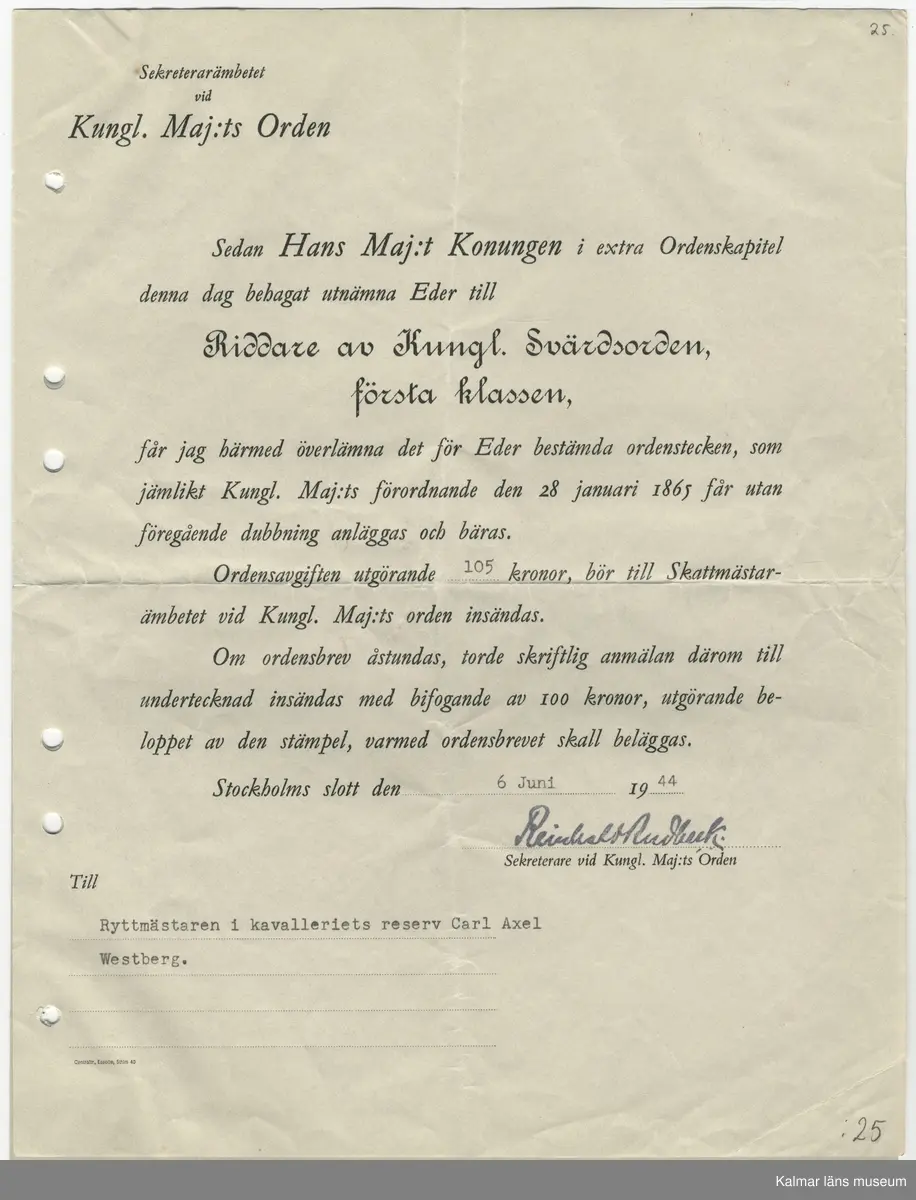 25.
Sekreterarämbetet
vid
Kungl. Maj:ts Orden
Sedan Hans Maj:t Konungen i extra Ordenskapitel
denna dag behagat utnämna Eder till
Riddare av Kungl. Svärdsorden,
första klassen,
får jag härmed överlämna det för Eder bestämda ordenstecken, som
jämlikt Kungl. Maj:ts förordnande den 28 januari 1865 får utan
föregående dubbning anläggas och bäras.
Ordensavgiften utgörande 105 kronor, bör till Skattmästar-
ämbetet vid Kungl. Maj:ts orden insändas.
Om ordensbrev åstundas, torde skriftlig anmälan därom till
undertecknad insändas med bifogande av 100 kronor, utgörande be-
loppet av den stämpel, varmed ordensbrevet skall beläggas.
Stockholms slott den 6 Juni 1944
Reinhold Rudbeck.
Sekreterare vid Kungl. Maj:ts Orden
Till
Ryttmästaren i kavalleriets reserv Carl Axel
Westberg.
:25
Kalmar läns museum